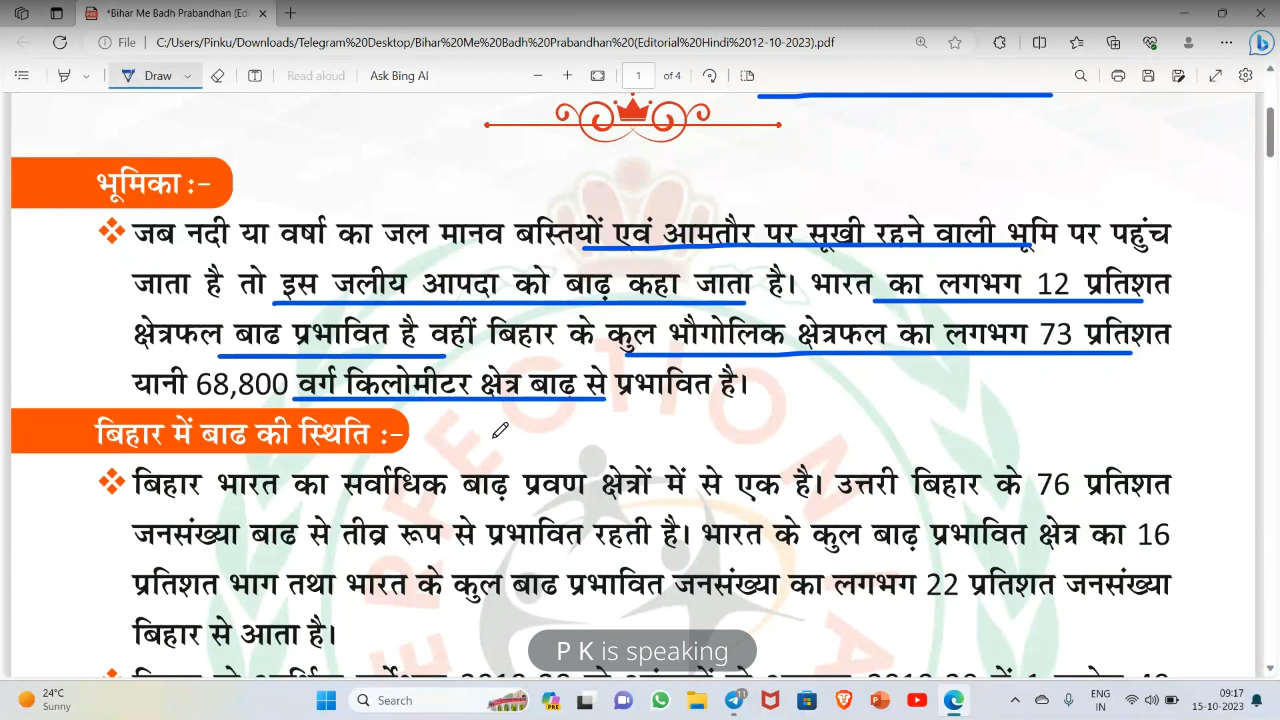 *Bihar Me Badh Prabandhan (Edi
File
C:/Users/Pinku/Downloads/Telegram%20Desktop/Bihar%20Me%20Badh%20Prabandhan%20(Editorial%20Hindi%2012-10-2023).pdf
Draw
Read aloud
Ask Bing AI
1
of 4
भूमिका :-
जब नदी या वर्षा का जल मानव बस्तियों एवं आमतौर पर सूखी रहने वाली भूमि पर पहुंच
जाता है तो इस जलीय आपदा को बाढ़ कहा जाता है। भारत का लगभग 12 प्रतिशत
क्षेत्रफल बाढ प्रभावित है वहीं बिहार के कुल भौगोलिक क्षेत्रफल का लगभग 73 प्रतिशत
यानी 68,800 वर्ग किलोमीटर क्षेत्र बाढ़ से प्रभावित है।
बिहार में बाढ की स्थिति :-
बिहार भारत का सर्वाधिक बाढ़ प्रवण क्षेत्रों में से एक है। उत्तरी बिहार के 76 प्रतिशत
जनसंख्या बाढ से तीव्र रूप से प्रभावित रहती है। भारत के कुल बाढ़ प्रभावित क्षेत्र का 16
प्रतिशत भाग तथा भारत के कुल बाढ प्रभावित जनसंख्या का लगभग 22 प्रतिशत जनसंख्या
बिहार से आता है।
P K is speaking
24°C
Sunny
Search
PRE
11
ENG
IN
09:17
15-10-2023